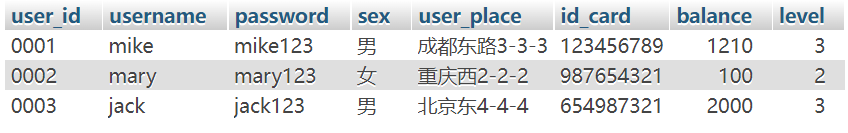 user_id username password sex user_place id_card balance level
0001 mike mike123 男 成都东路3-3-3 123456789 1210 3
0002 mary mary123 女 重庆西2-2-2 987654321 100 2
0003 jack jack123 男 北京东4-4-4 654987321 2000 3